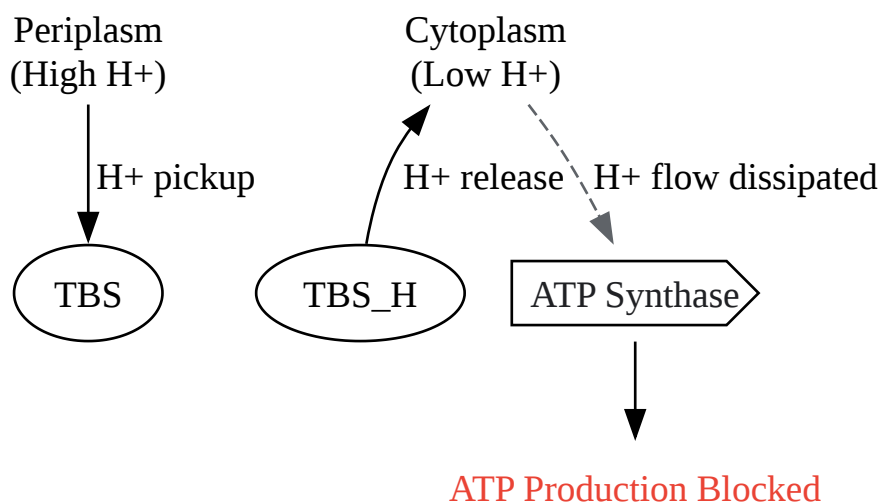 Periplasm
(High H+)
Cytoplasm
(Low H+)
H+ pickup
H+ release
H+ flow dissipated
TBS
TBS_H
ATP Synthase
ATP Production Blocked